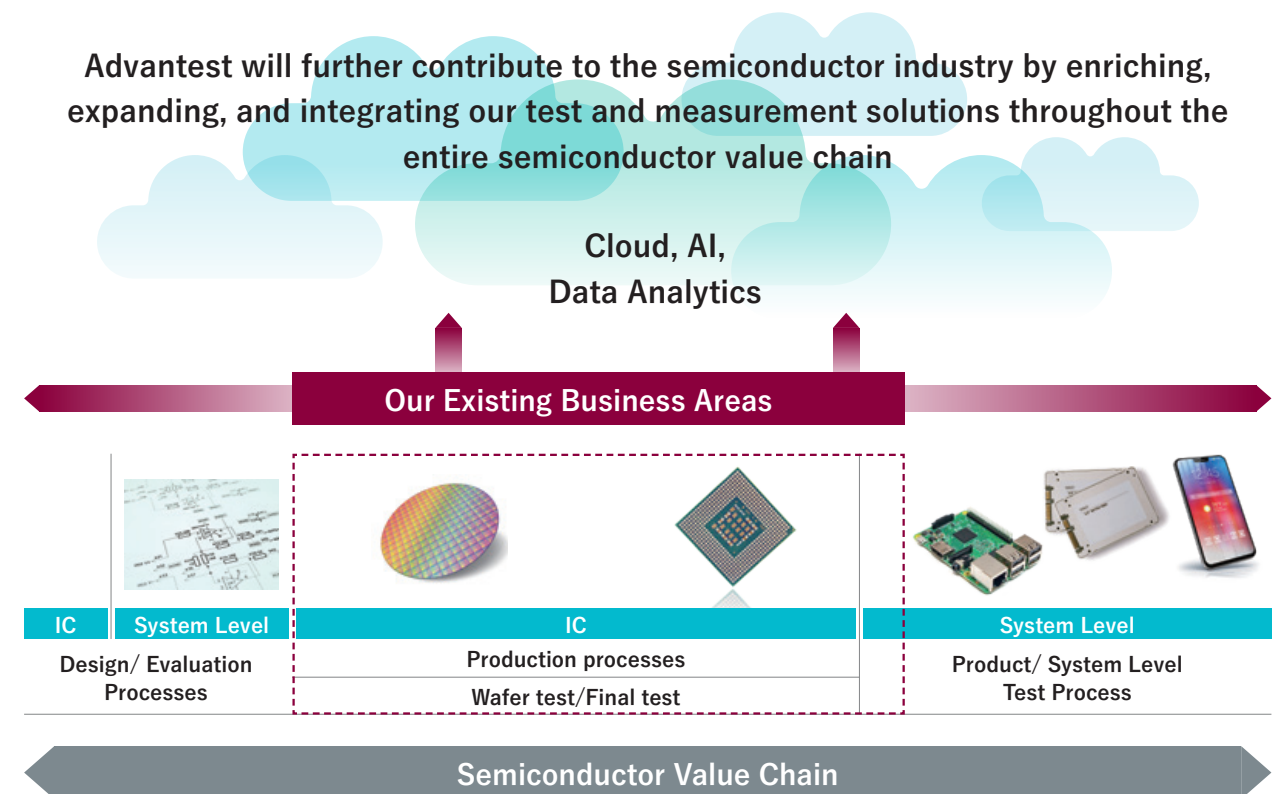 Advantest will further contribute to the semiconductor industry by enriching,
expanding, and integrating our test and measurement solutions throughout the
entire semiconductor value chain
Cloud, AI,
Data Analytics
Our Existing Business Areas
IC
System Level
IC
System Level
Design/ Evaluation
Processes
Production processes
Wafer test/Final test
Product/ System Level
Test Process
Semiconductor Value Chain